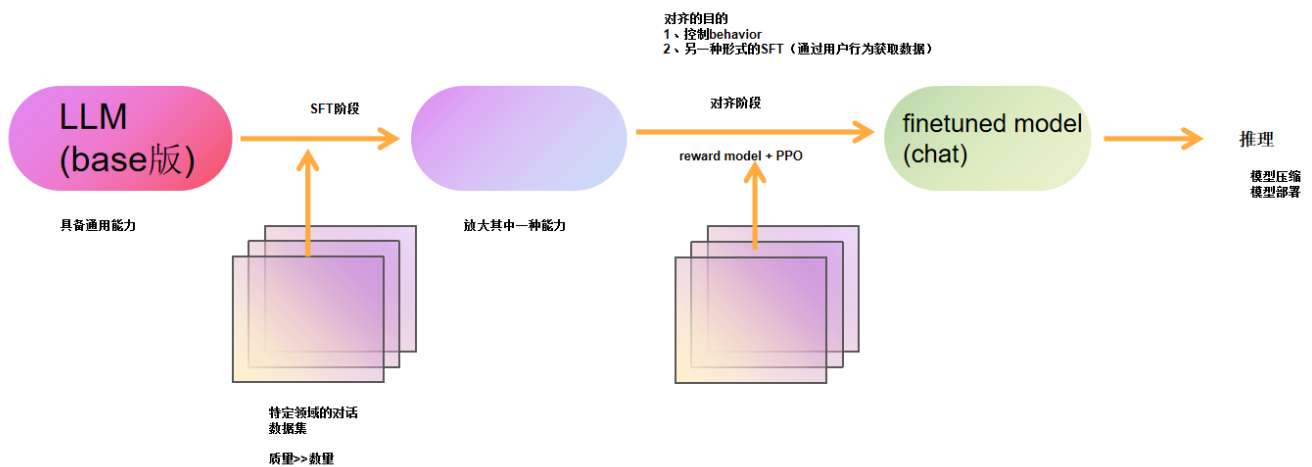 对齐的目的
1、控制behavior
2、另一种形式的SFT（通过用户行为获取数据）
LLM
(base版)
SFT阶段
对齐阶段
reward model + PPO
finetuned model
(chat)
推理
模型压缩
模型部署
具备通用能力
放大其中一种能力
特定领域的对话
数据集
质量>>数量